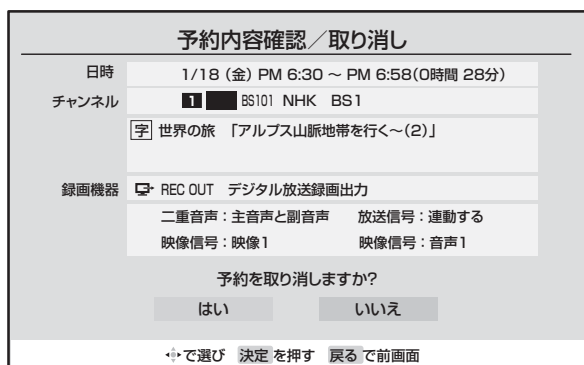 予約内容確認／取り消し
日時 1/18 (金) PM 6:30 ～ PM 6:58(0時間 28分)
チャンネル 1 BS101 NHK BS1
字 世界の旅 「アルプス山脈地帯を行く～(2)」
録画機器 REC OUT デジタル放送録画出力
二重音声：主音声と副音声 放送信号：連動する
映像信号：映像1 映像信号：音声1
予約を取り消しますか?
はい いいえ
で選び 決定 を押す 戻る で前画面